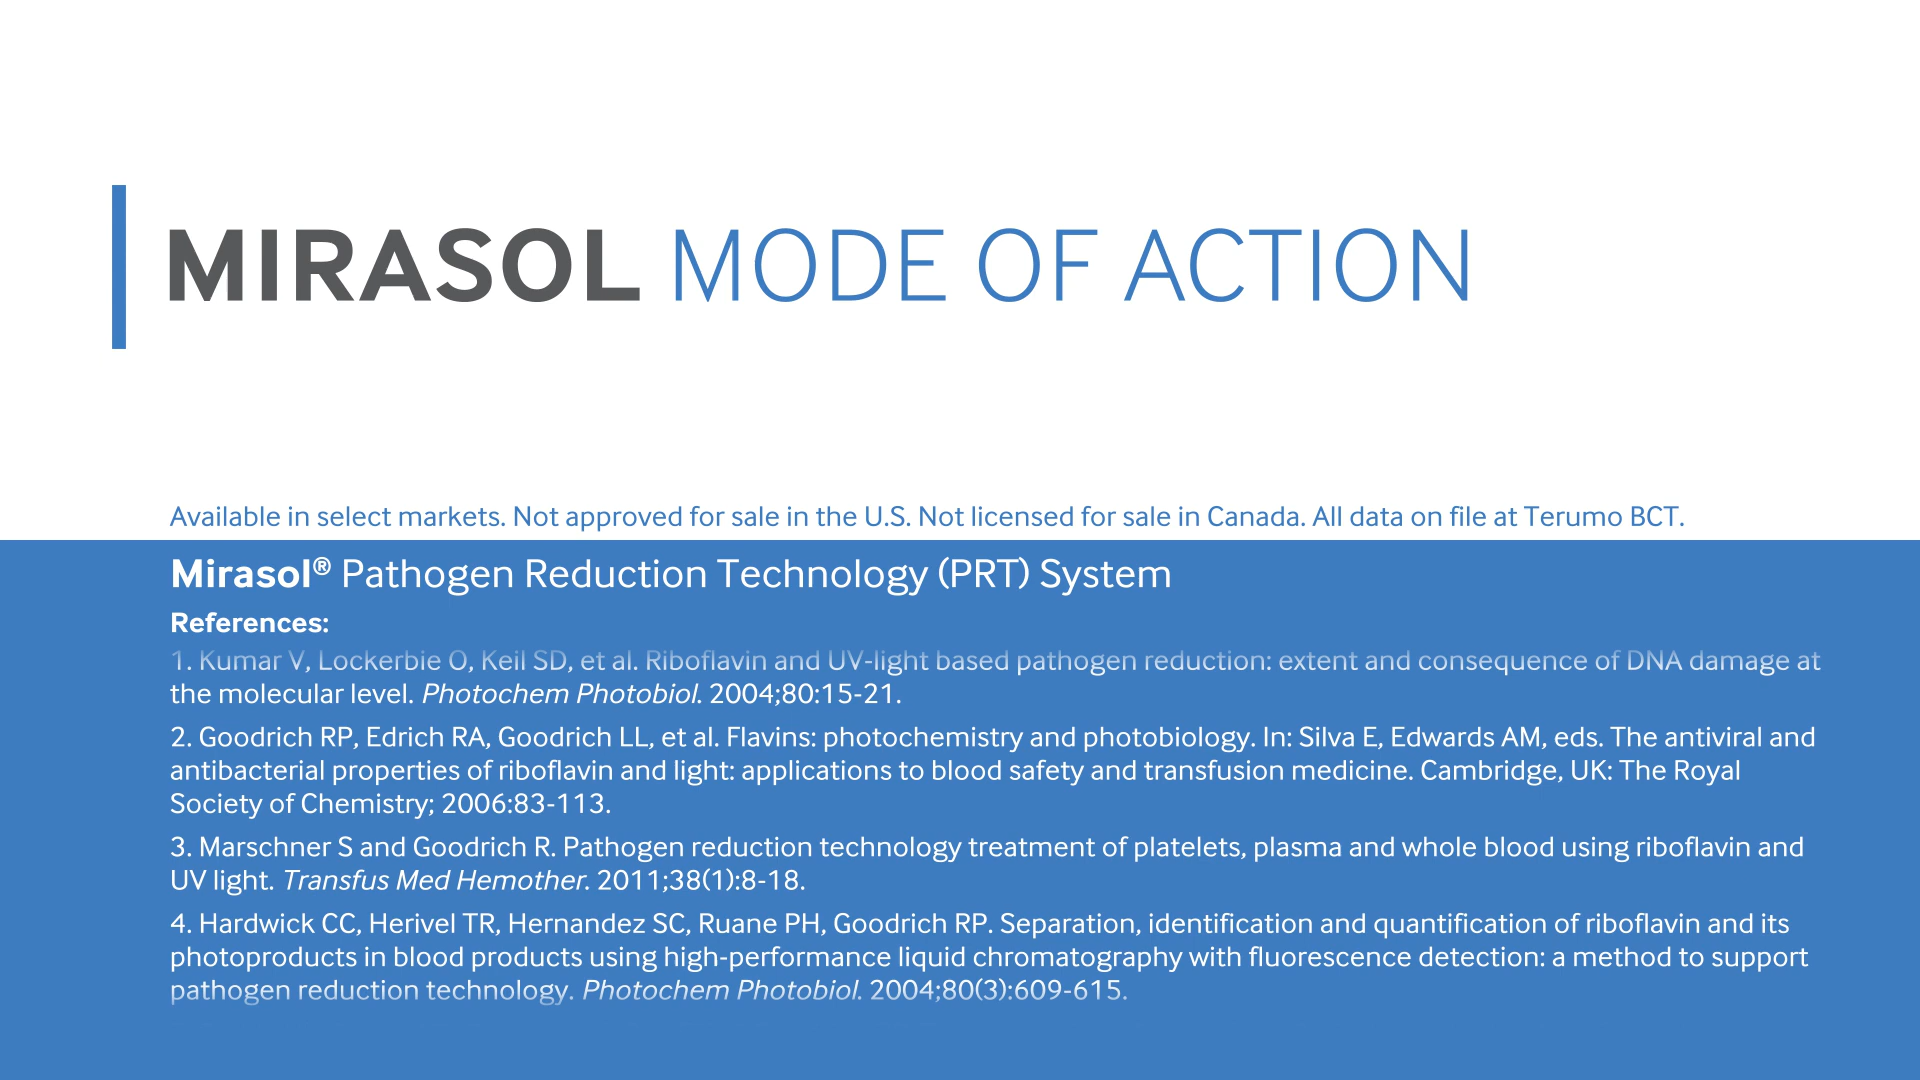 MIRASOL MODE OF ACTION
Available in select markets. Not approved for sale in the U.S. Not licensed for sale in Canada. All data on file at Terumo BCT.
Mirasol® Pathogen Reduction Technology (PRT) System
References:
1. Kumar V, Lockerbie O, Keil SD, et al. Riboflavin and UV-light based pathogen reduction: extent and consequence of DNA damage at
the molecular level. Photochem Photobiol. 2004;80:15-21.
2. Goodrich RP, Edrich RA, Goodrich LL, et al. Flavins: photochemistry and photobiology. In: Silva E, Edwards AM, eds. The antiviral and
antibacterial properties of riboflavin and light: applications to blood safety and transfusion medicine. Cambridge, UK: The Royal
Society of Chemistry; 2006:83-113.
3. Marschner S and Goodrich R. Pathogen reduction technology treatment of platelets, plasma and whole blood using riboflavin and
UV light. Transfus Med Hemother. 2011;38(1):8-18.
4. Hardwick CC, Herivel TR, Hernandez SC, Ruane PH, Goodrich RP. Separation, identification and quantification of riboflavin and its
photoproducts in blood products using high-performance liquid chromatography with fluorescence detection: a method to support
pathogen reduction technology. Photochem Photobiol. 2004;80(3):609-615.